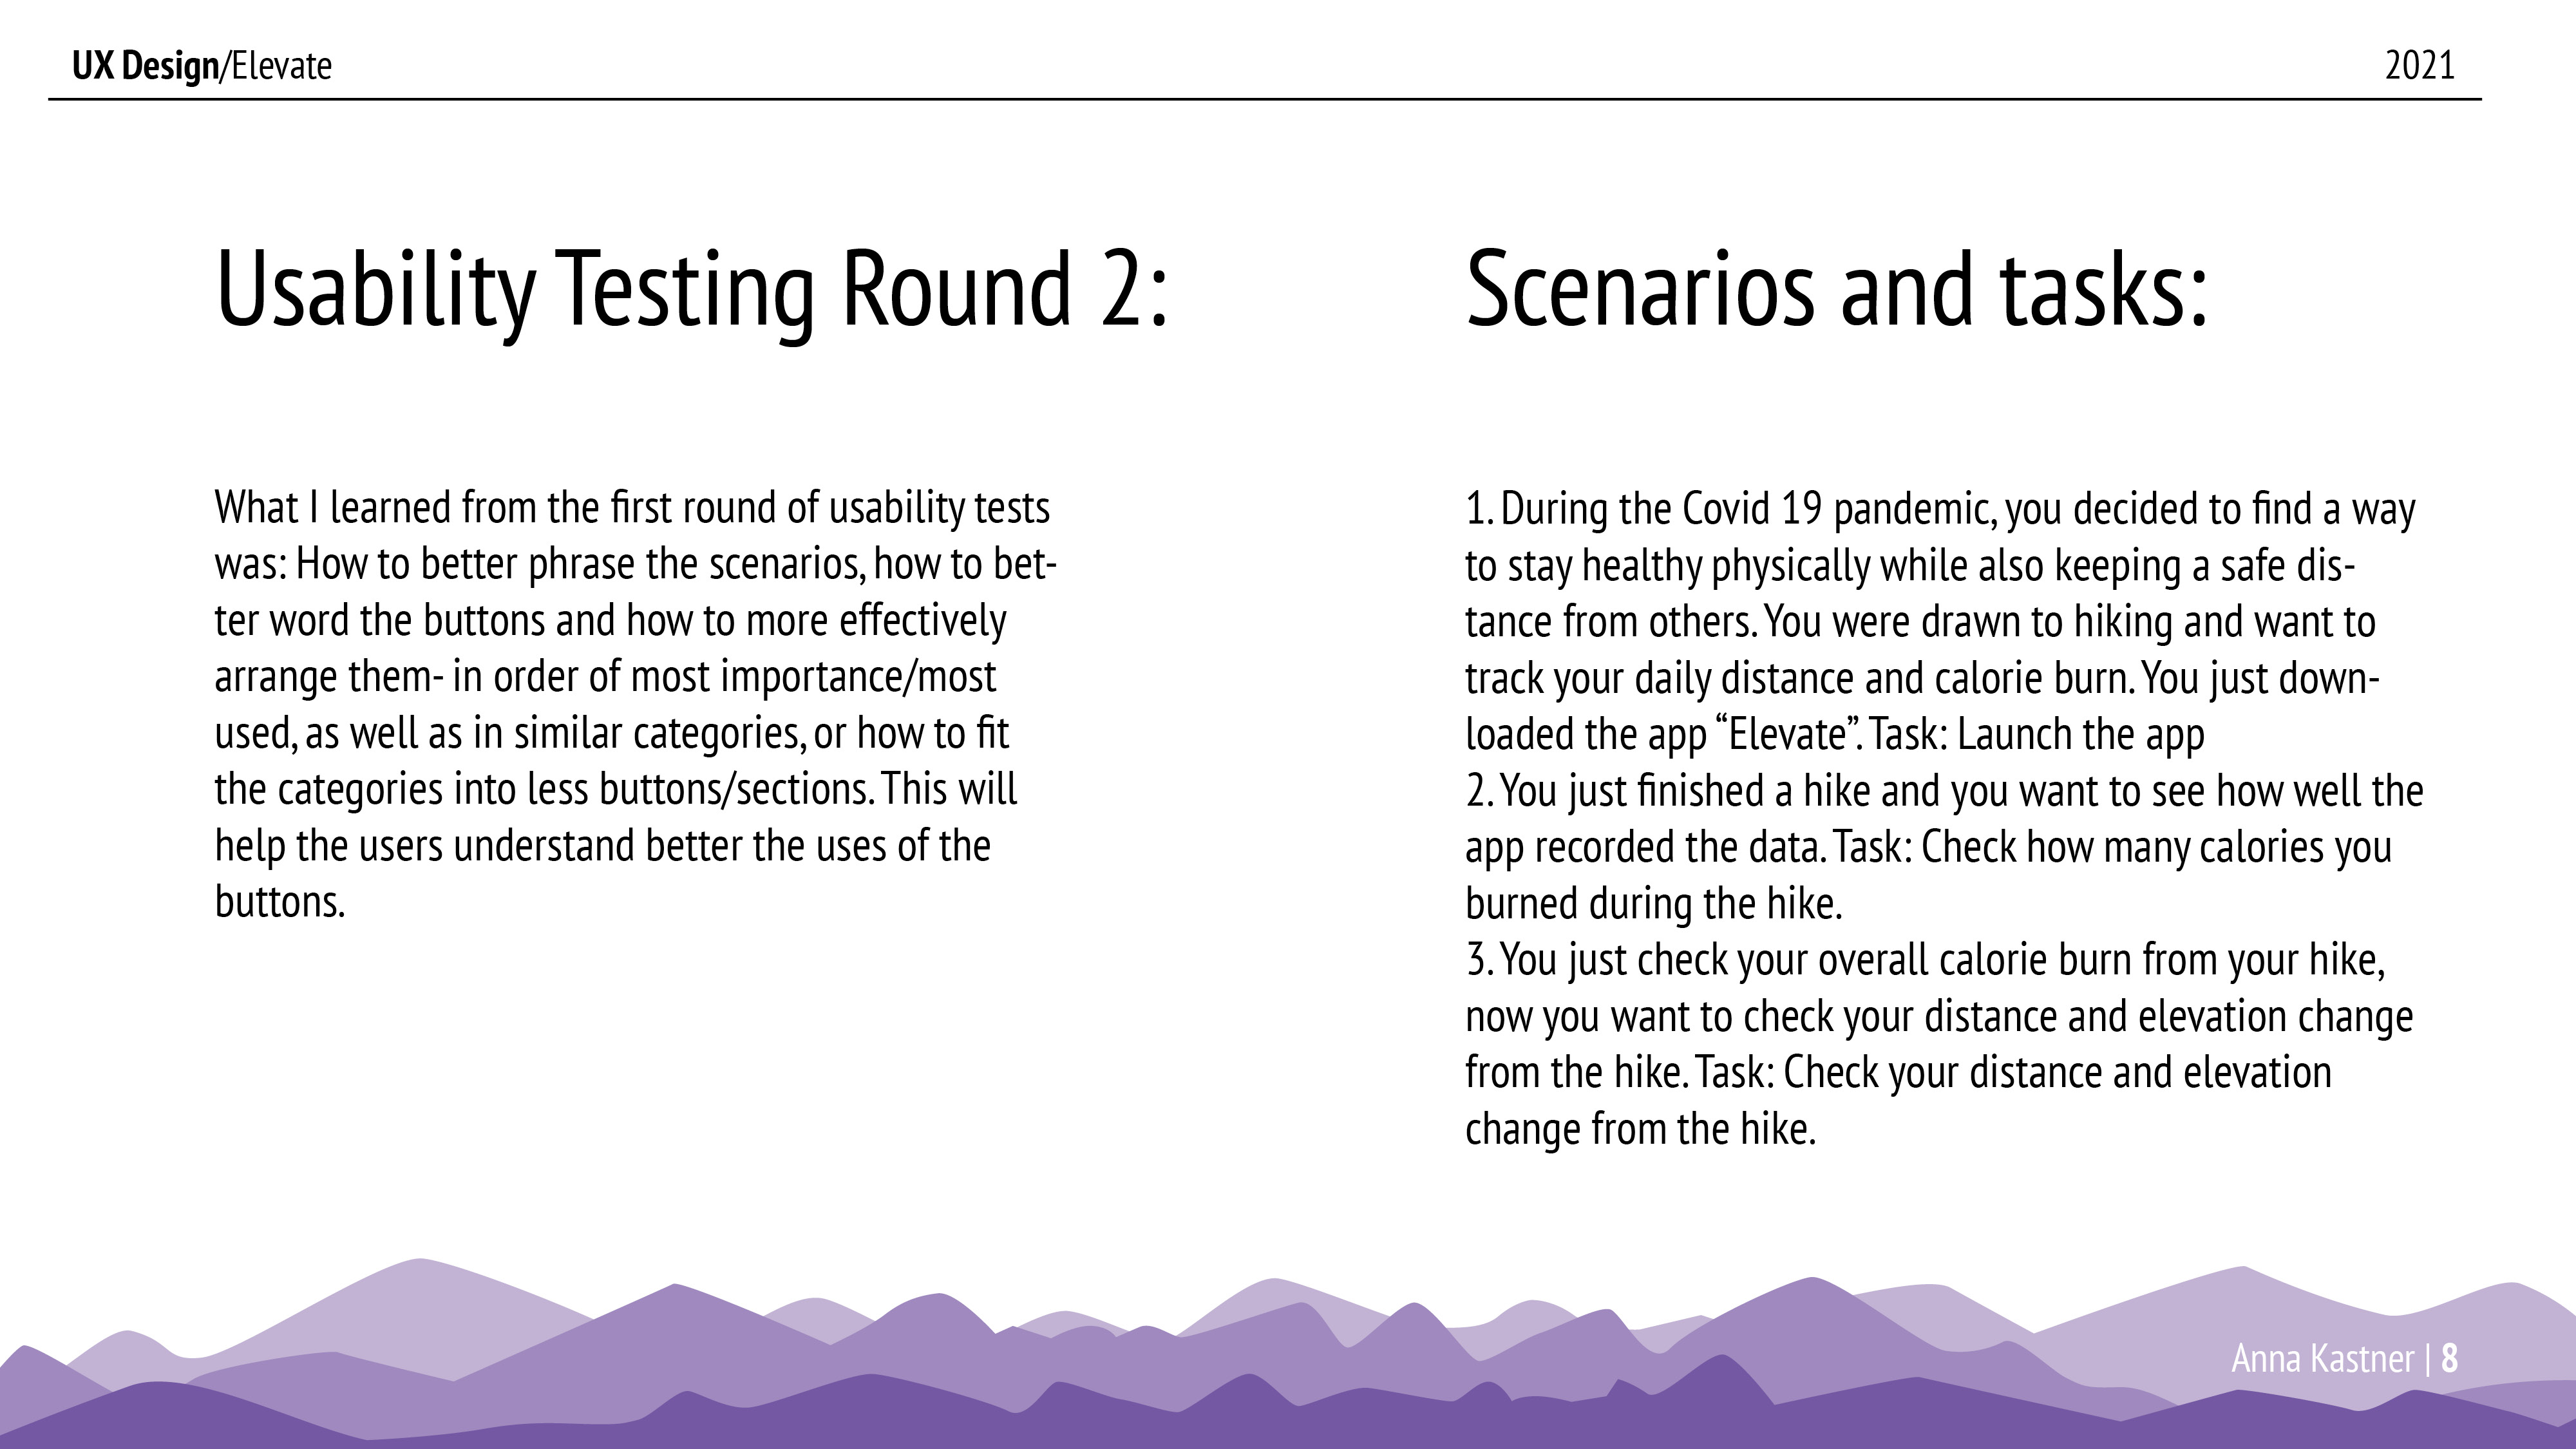 UX Design/Elevate
2021
Usability Testing Round 2:
What I learned from the first round of usability tests
was: How to better phrase the scenarios, how to bet-
ter word the buttons and how to more effectively
arrange them- in order of most importance/most
used, as well as in similar categories, or how to fit
the categories into less buttons/sections. This will
help the users understand better the uses of the
buttons.
Scenarios and tasks:
1. During the Covid 19 pandemic, you decided to find a way
to stay healthy physically while also keeping a safe dis-
tance from others. You were drawn to hiking and want to
track your daily distance and calorie burn. You just down-
loaded the app “Elevate”. Task: Launch the app
2. You just finished a hike and you want to see how well the
app recorded the data. Task: Check how many calories you
burned during the hike.
3. You just check your overall calorie burn from your hike,
now you want to check your distance and elevation change
from the hike. Task: Check your distance and elevation
change from the hike.
Anna Kastner | 8